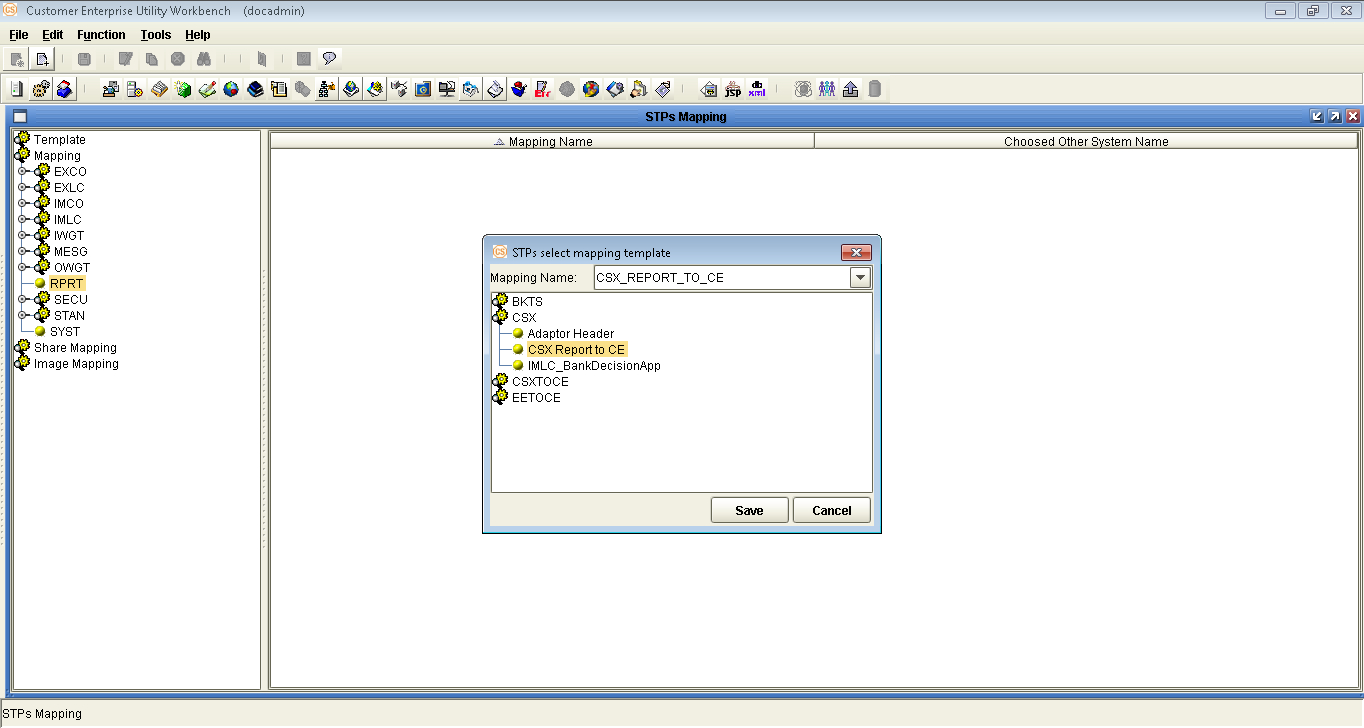 Customer Enterprise Utility Workbench (docadmin)
File Edit Function Tools Help
jsp
xml
STPs Mapping
Template
Mapping
EXCO
EXLC
IMCO
IMLC
IWGT
MESG
OWGT
RPRT
SECU
STAN
SYST
Share Mapping
Image Mapping
Mapping Name Choosed Other System Name
CS STPs select mapping template
Mapping Name: CSX_REPORT_TO_CE
BKTS
CSX
Adaptor Header
CSX Report to CE
IMLC_BankDecisionApp
CSXTOCE
EETOCE
Save Cancel
STPs Mapping